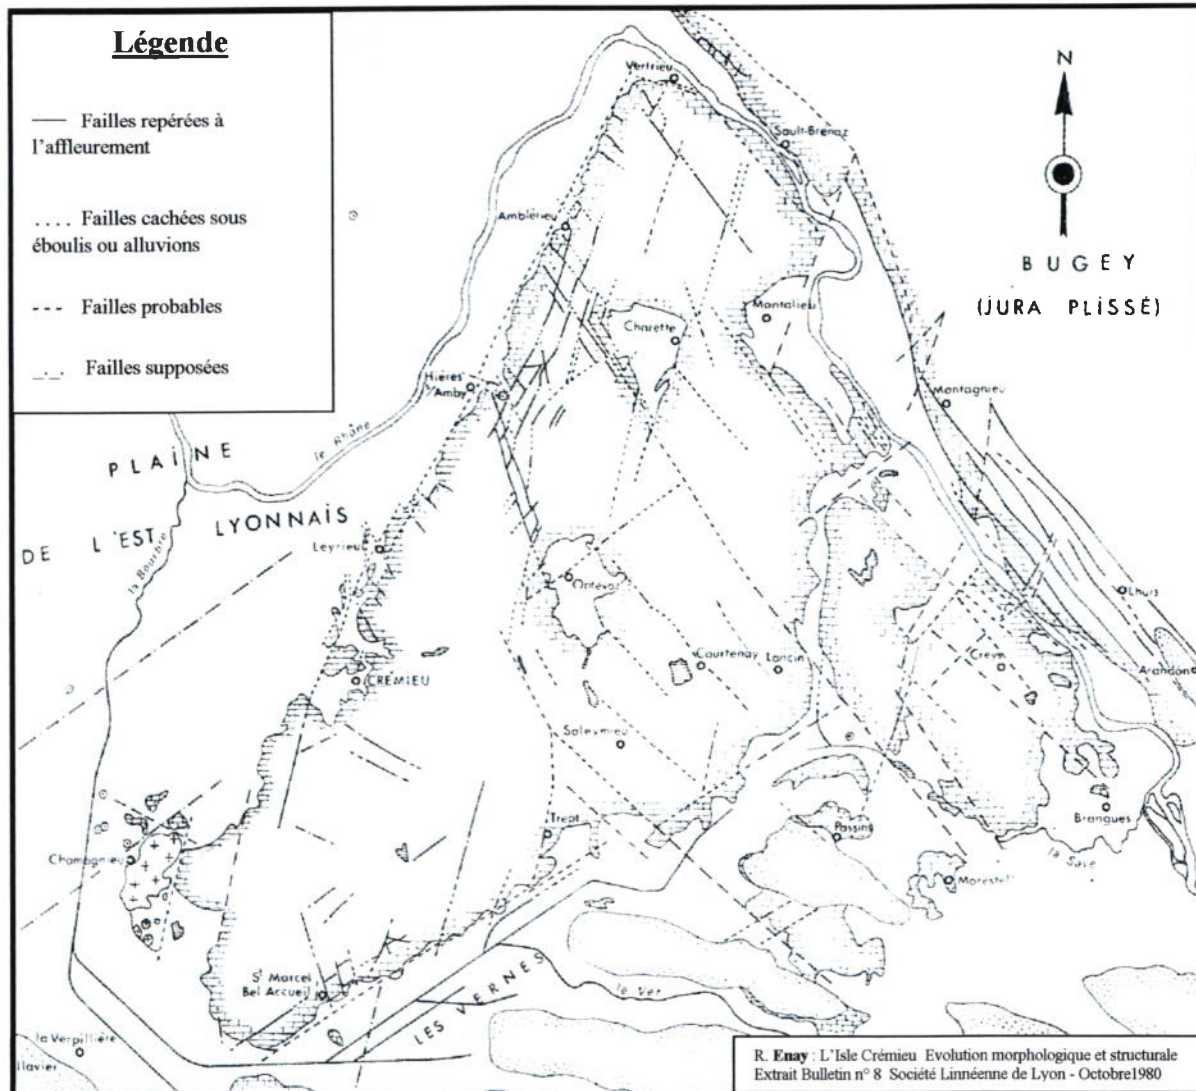 Légende
Failles repérées à
l'affleurement
.... Failles cachées sous
éboulis ou alluvions
--- Failles probables
_._. Failles supposées
N
BUGEY
(JURA PLISSÉ)
Vertrieu
Sault-Brenaz
Amblérieu
Montalieu
Charette
Hières
s/Amby
Montagnieu
le Rhône
PLAINE
DE L'EST LYONNAIS
la Bourbre
Leyrieu
Optevoz
Lhuis
Courtenay
Lancin
Creys
Arandon
CRÉMIEU
Soleymieu
Brangues
Trept
Passins
la Save
Chamagnieu
Morestel
St Marcel
Bel Accueil
le Ver
LES VERNES
la Verpillière
llavier
R. Enay : L'Isle Crémieu Evolution morphologique et structurale
Extrait Bulletin n° 8 Société Linnéenne de Lyon - Octobre1980